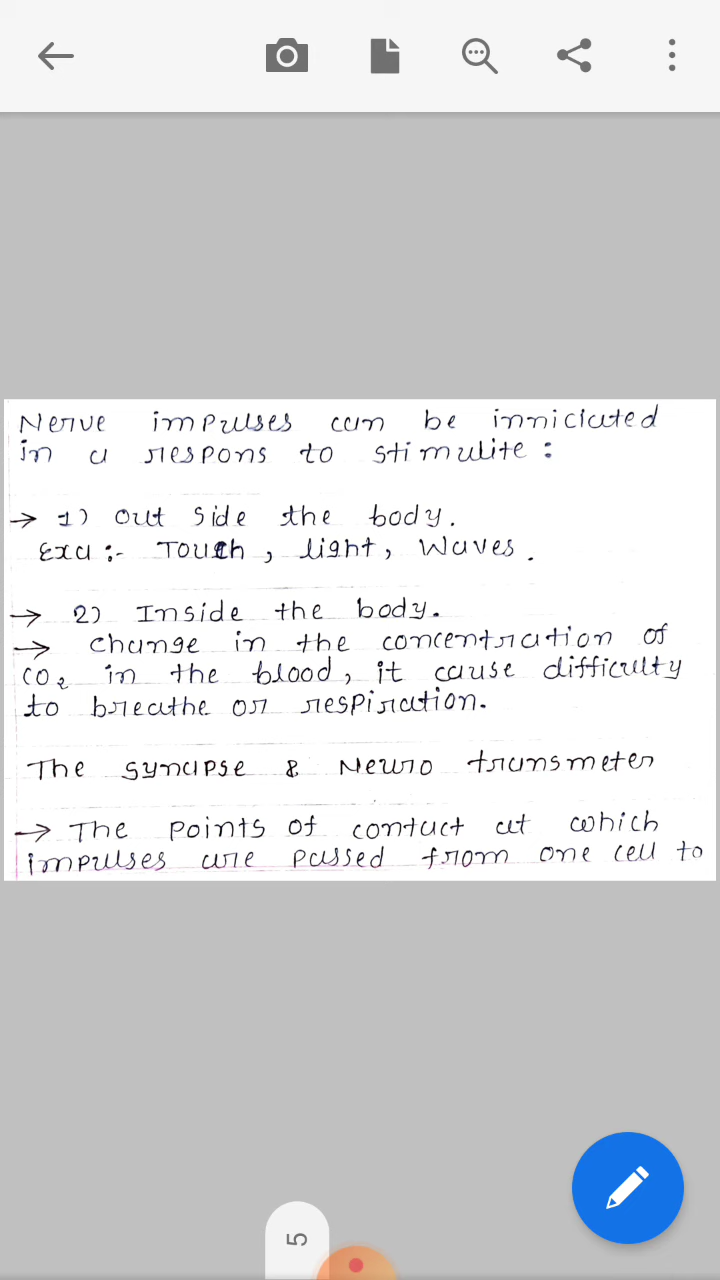 Nerve impulses can be inniciated
in a respons to stimulite :
→ 1) out side the body.
Exa :- Touch, light, Waves.
→ 2) Inside the body.
→ change in the concentration of
CO₂ in the blood, it cause difficulty
to breathe or respiration.
The synapse & Neuro transmeter
→ The points of contact at which
impulses are passed from one cell to
5